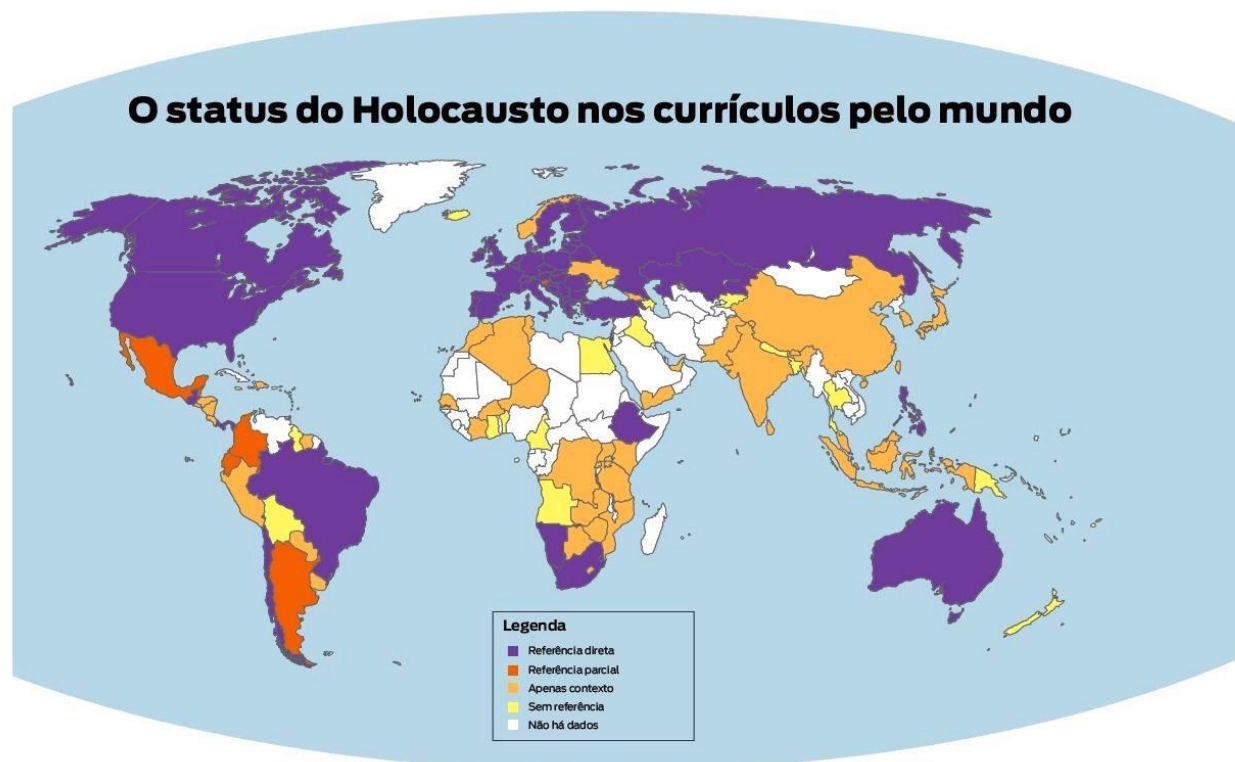 O status do Holocausto nos currículos pelo mundo
Legenda
Referência direta
Referência parcial
Apenas contexto
Sem referência
Não há dados